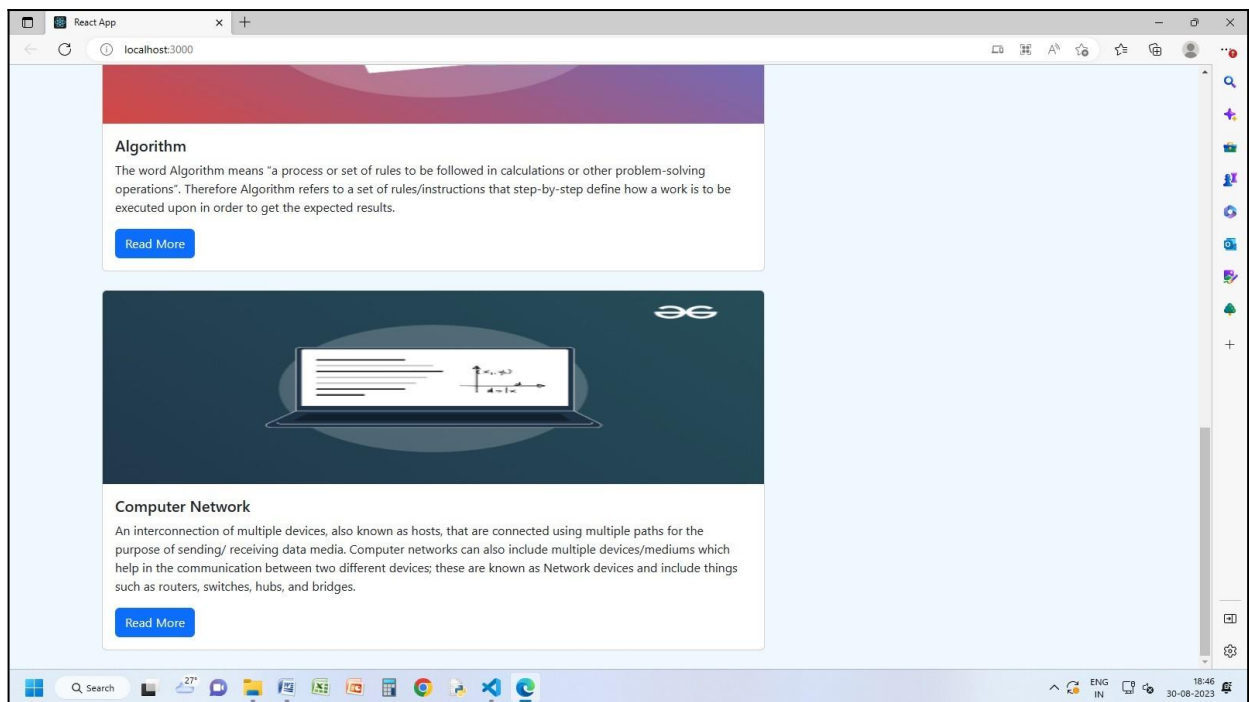 React App
localhost:3000
Algorithm
The word Algorithm means "a process or set of rules to be followed in calculations or other problem-solving
operations". Therefore Algorithm refers to a set of rules/instructions that step-by-step define how a work is to be
executed upon in order to get the expected results.
Read More
Computer Network
An interconnection of multiple devices, also known as hosts, that are connected using multiple paths for the
purpose of sending/ receiving data media. Computer networks can also include multiple devices/mediums which
help in the communication between two different devices; these are known as Network devices and include things
such as routers, switches, hubs, and bridges.
Read More
Search
27°
ENG
IN
18:46
30-08-2023